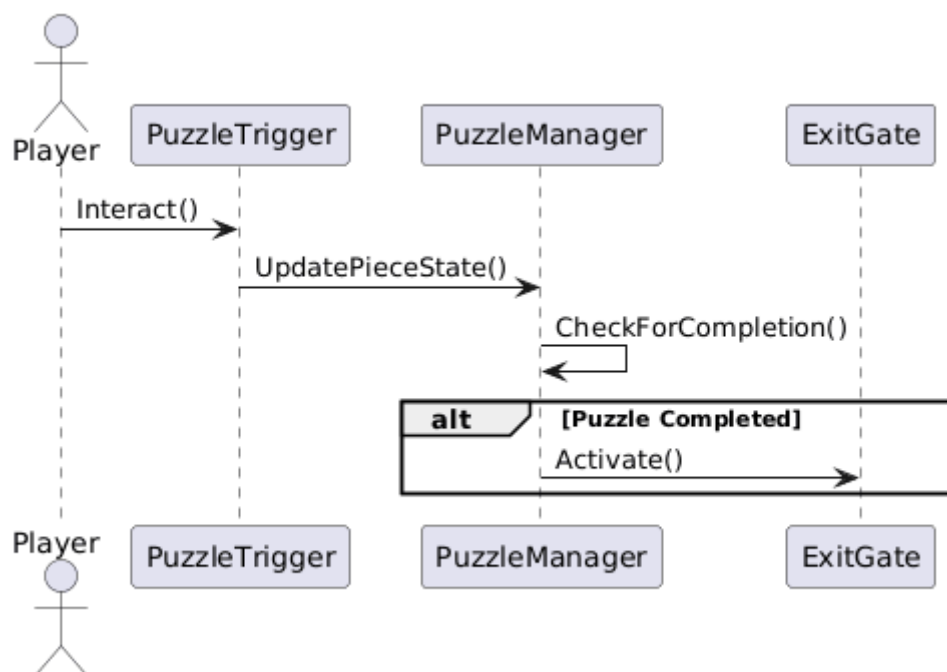 Player
PuzzleTrigger
PuzzleManager
ExitGate
Interact()
UpdatePieceState()
CheckForCompletion()
alt
[Puzzle Completed]
Activate()
Player
PuzzleTrigger
PuzzleManager
ExitGate